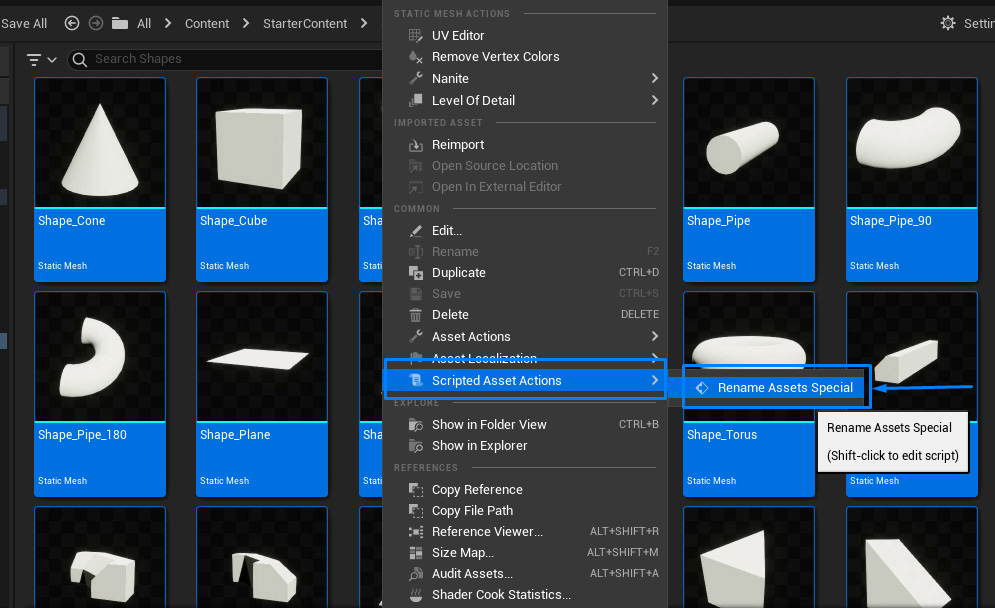 Save All
All
Content
StarterContent
Settin
Search Shapes
Shape_Cone
Static Mesh
Shape_Cube
Static Mesh
Sha
Stati
STATIC MESH ACTIONS
UV Editor
Remove Vertex Colors
Nanite
Level Of Detail
IMPORTED ASSET
Reimport
Open Source Location
Open In External Editor
COMMON
Edit...
Rename F2
Duplicate CTRL+D
Save CTRL+S
Delete DELETE
Asset Actions
Asset Localization
Scripted Asset Actions
EXPLORE
Show in Folder View CTRL+B
Show in Explorer
REFERENCES
Copy Reference
Copy File Path
Reference Viewer... ALT+SHIFT+R
Size Map... ALT+SHIFT+M
Audit Assets... ALT+SHIFT+A
Shader Cook Statistics...
Rename Assets Special
Rename Assets Special
(Shift-click to edit script)
Shape_Pipe
Static Mesh
Shape_Pipe_90
Static Mesh
Shape_Pipe_180
Static Mesh
Shape_Plane
Static Mesh
Sha
Stati
Shape_Torus
Static Mesh
Static Mesh